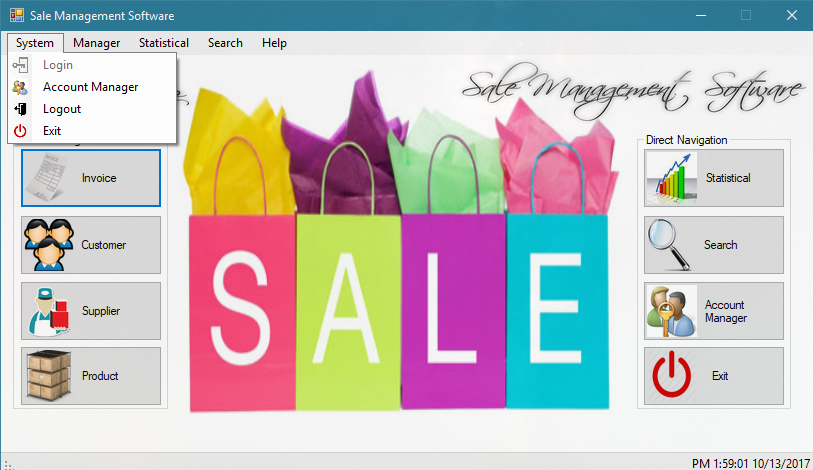 Sale Management Software
System Manager Statistical Search Help
Login
Account Manager
Logout
Exit
Sale Management Software
Invoice
Customer
Supplier
Product
S A L E
Direct Navigation
Statistical
Search
Account
Manager
Exit
PM 1:59:01 10/13/2017